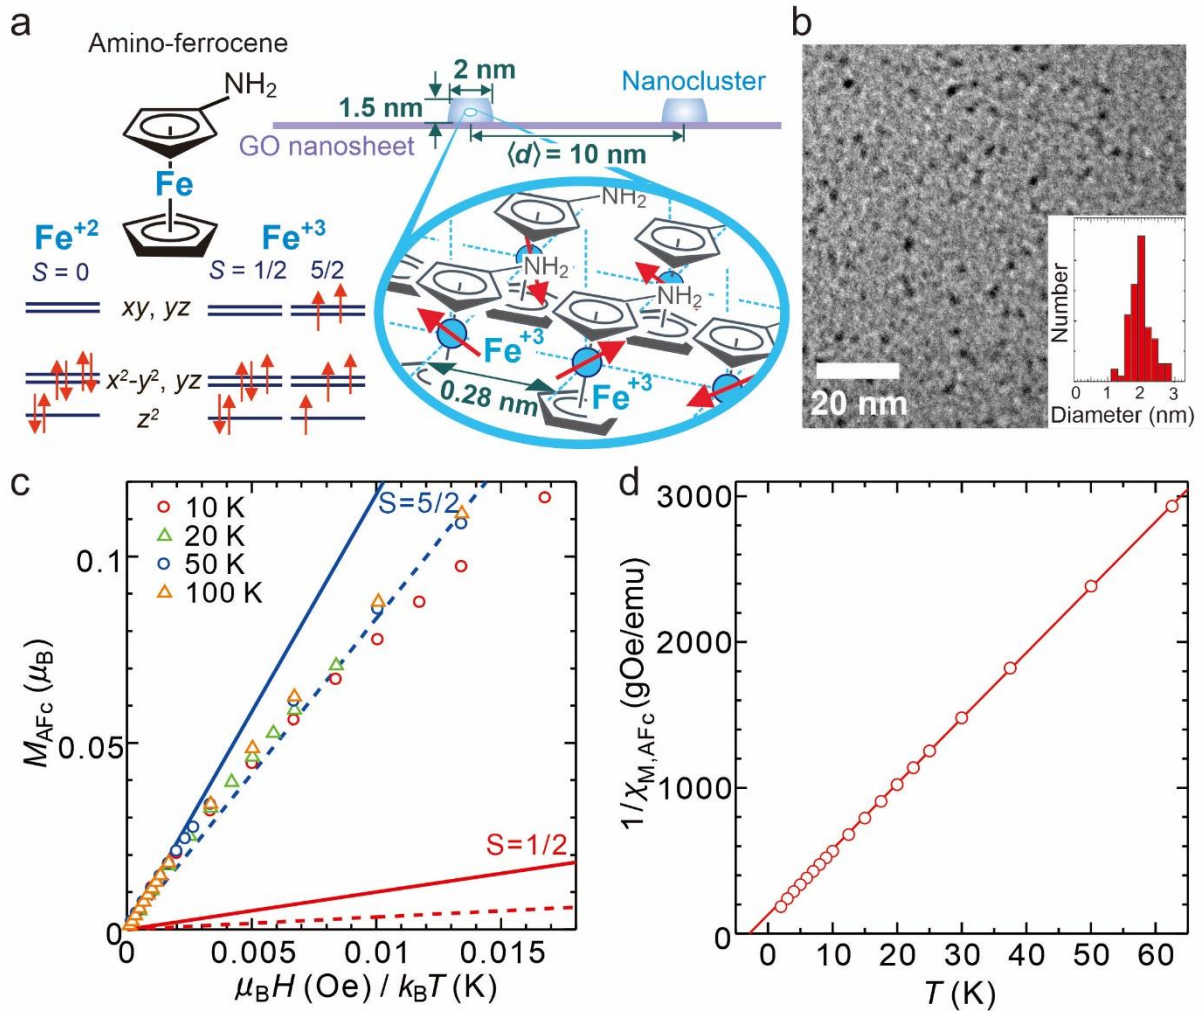 a
Amino-ferrocene
NH2
Fe
2 nm
1.5 nm
Nanocluster
GO nanosheet
⟨d⟩ = 10 nm
Fe+2
S = 0
Fe+3
S = 1/2 5/2
xy, yz
x2-y2, yz
z2
NH2
NH2
NH2
Fe+3
Fe+3
0.28 nm
b
20 nm
Number
1 2 3
Diameter (nm)
c
10 K
20 K
50 K
100 K
S=5/2
S=1/2
0.1
0.05
0
MAFc (μB)
0 0.005 0.01 0.015
μBH (Oe) / kBT (K)
d
3000
2000
1000
0
1/χM,AFc (gOe/emu)
0 10 20 30 40 50 60
T (K)